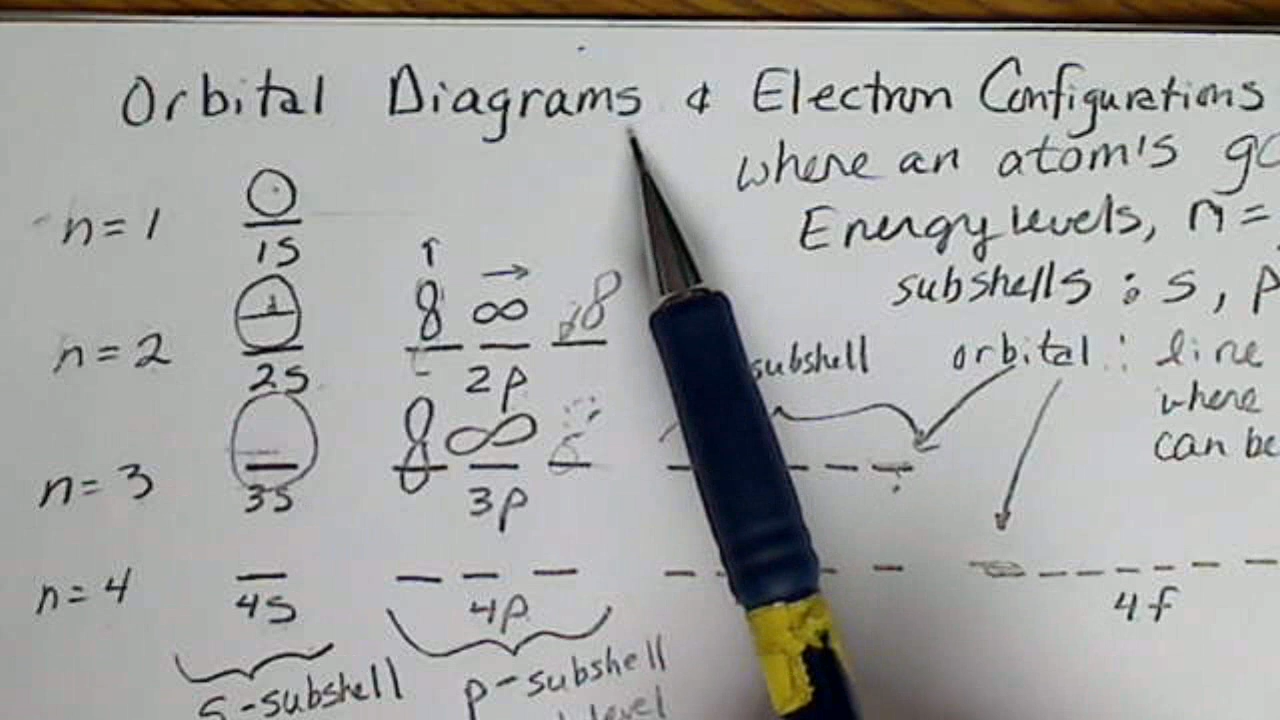 Orbital Diagrams & Electron Configurations
where an atom's
n=1
1s
Energy levels, n =
subshells : s, p
n=2
2s
2p
subshell
orbital : line
where
can be
n=3
3s
3p
n=4
4s
4p
4f
s-subshell
p-subshell
level